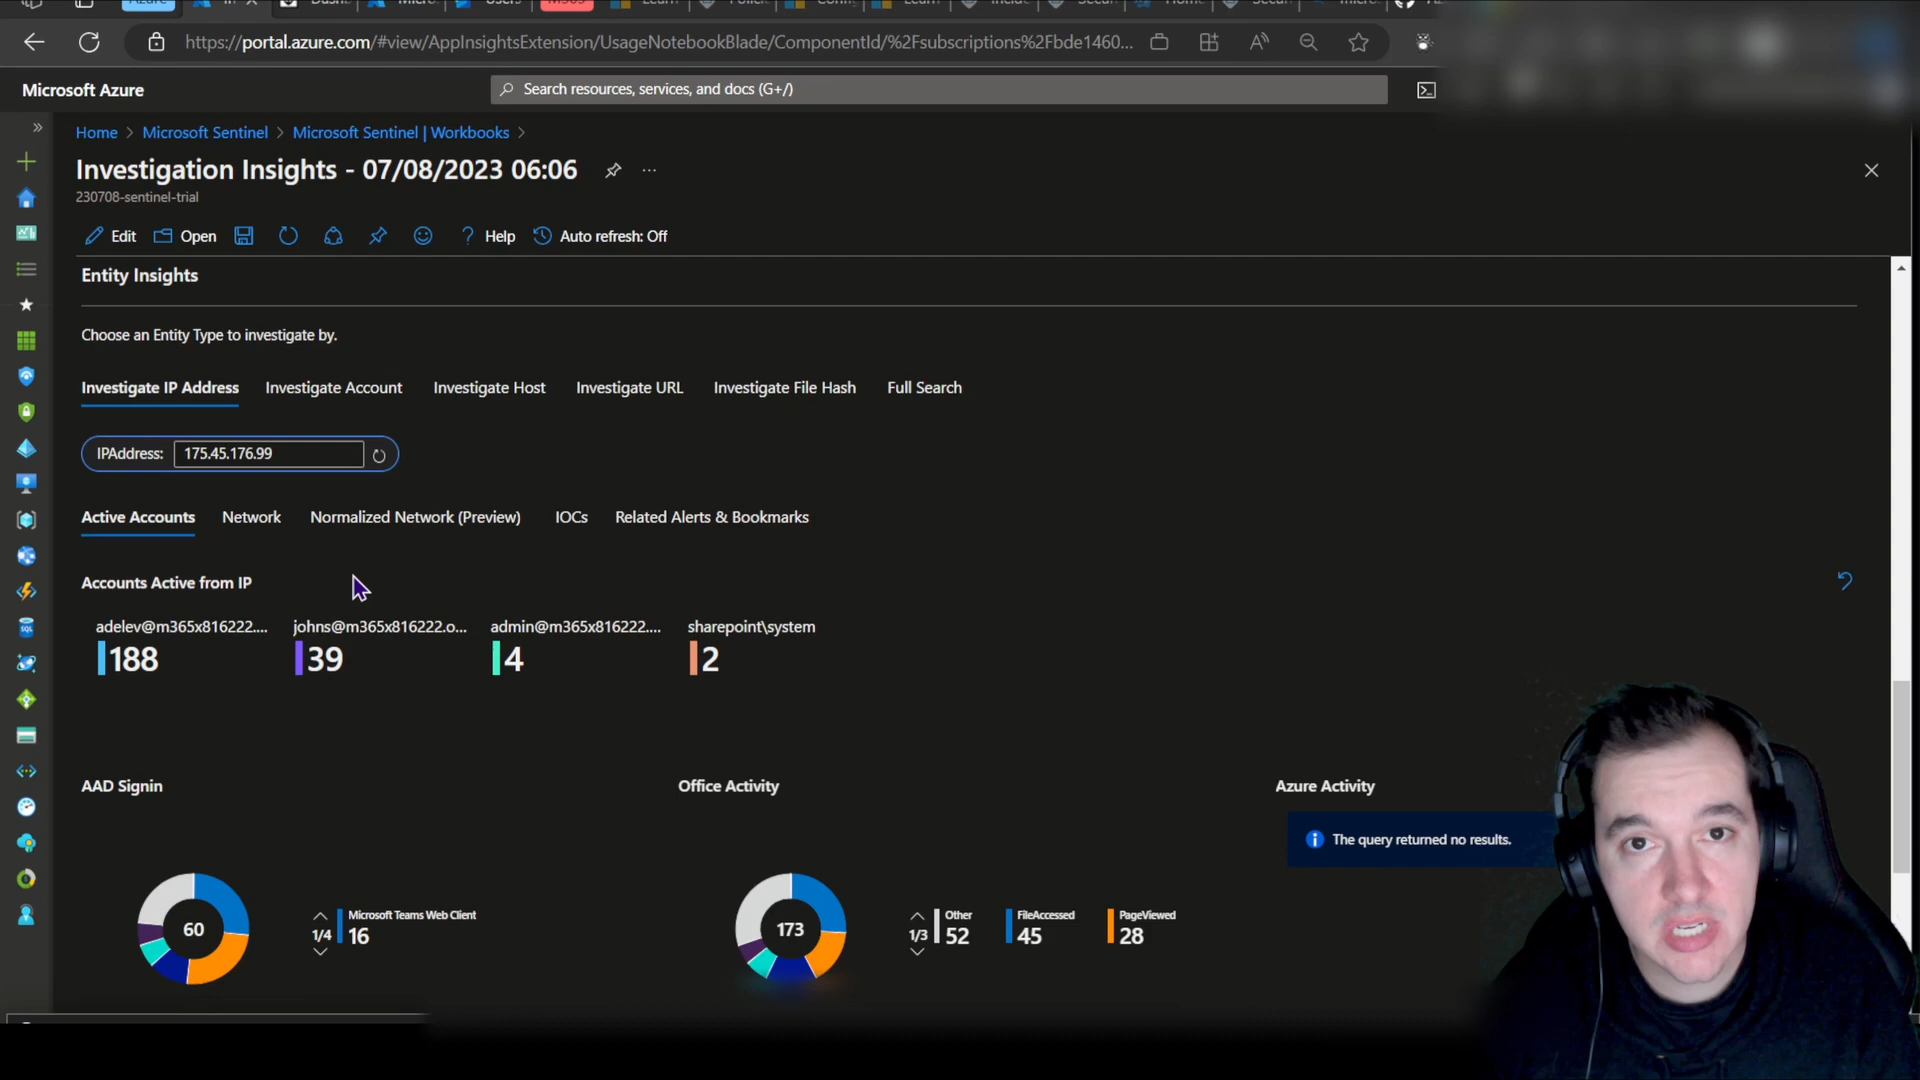 Azure
M365
Learn
Learn
https://portal.azure.com/#view/AppInsightsExtension/UsageNotebookBlade/ComponentId/%2Fsubscriptions%2Fbde1460...
Microsoft Azure
Search resources, services, and docs (G+/)
Home > Microsoft Sentinel > Microsoft Sentinel | Workbooks >
Investigation Insights - 07/08/2023 06:06
230708-sentinel-trial
Edit Open Help Auto refresh: Off
Entity Insights
Choose an Entity Type to investigate by.
Investigate IP Address Investigate Account Investigate Host Investigate URL Investigate File Hash Full Search
IPAddress: 175.45.176.99
Active Accounts Network Normalized Network (Preview) IOCs Related Alerts & Bookmarks
Accounts Active from IP
adelev@m365x816222.... johns@m365x816222.o... admin@m365x816222.... sharepoint\system
188 39 4 2
AAD Signin Office Activity Azure Activity
The query returned no results.
60
1/4
Microsoft Teams Web Client
16
173
1/3
Other FileAccessed PageViewed
52 45 28